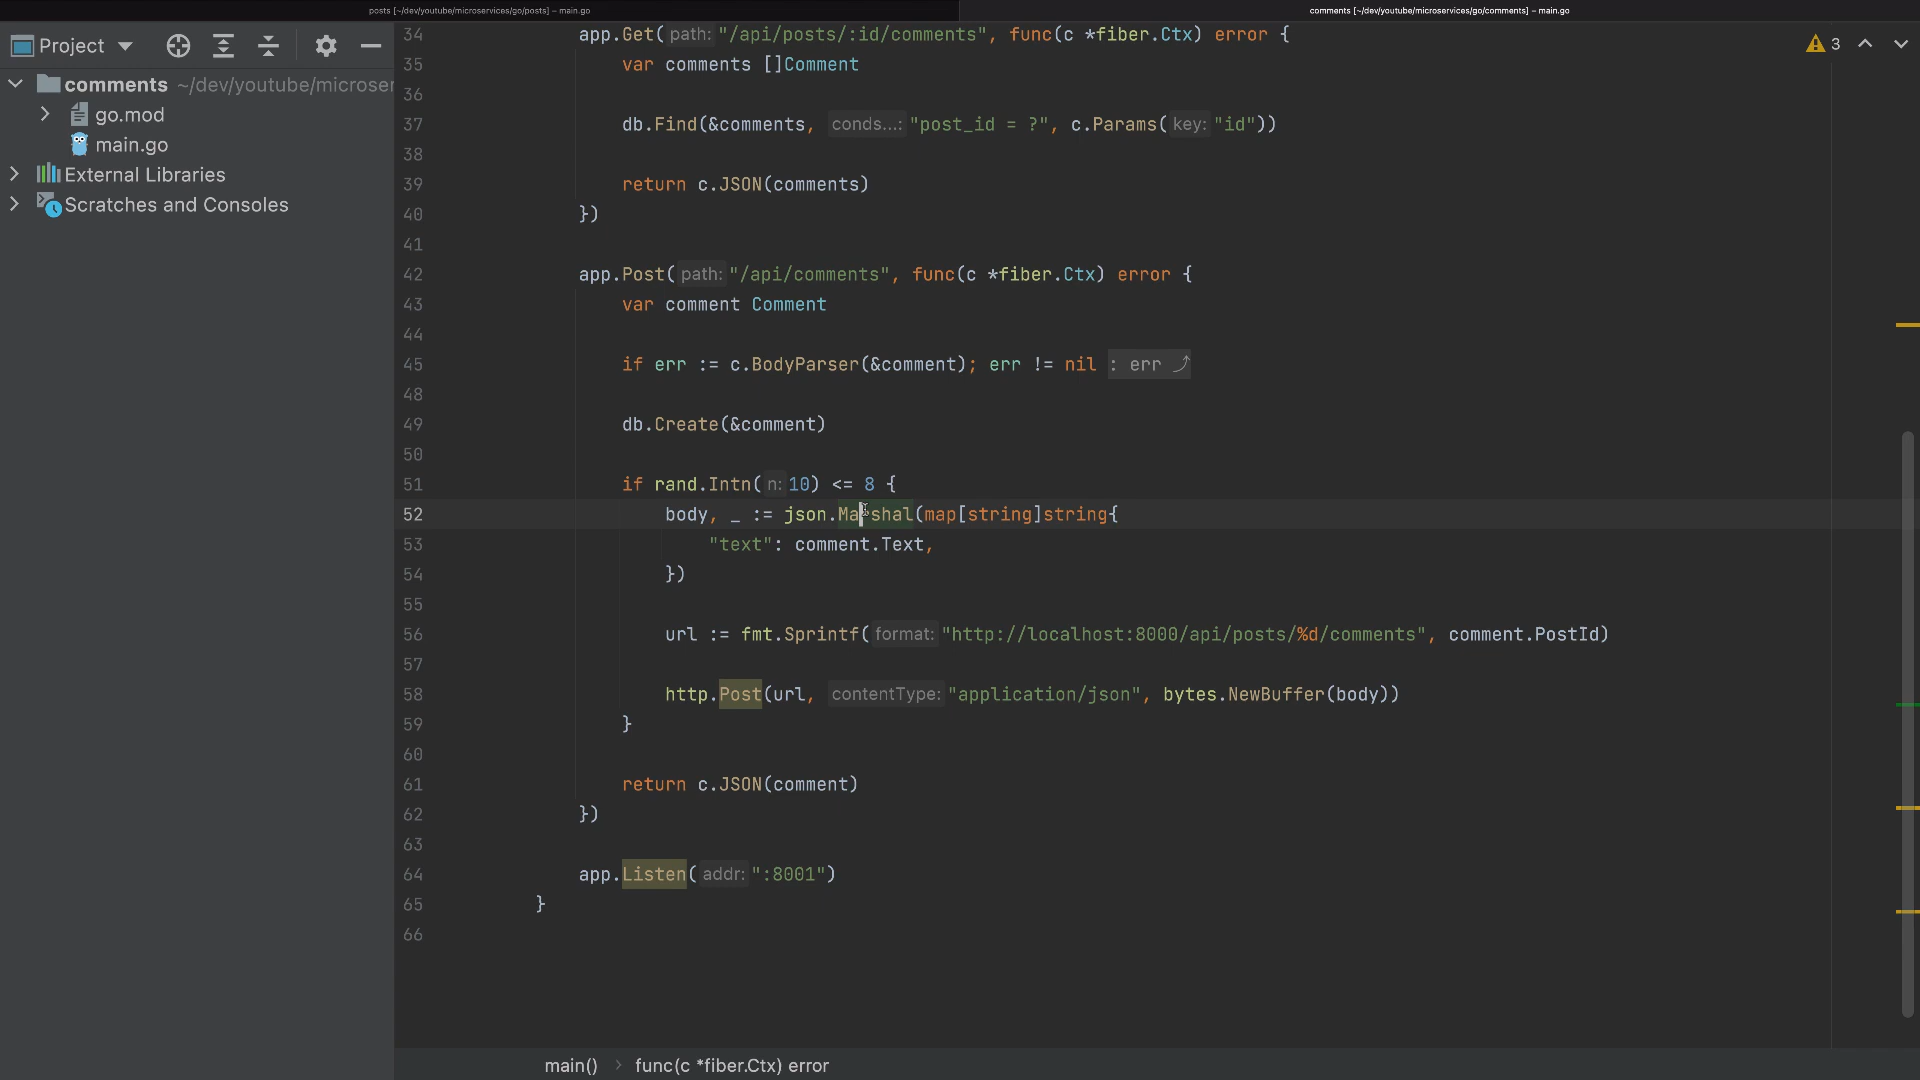 posts [~/dev/youtube/microservices/go/posts] – main.go
comments [~/dev/youtube/microservices/go/comments] – main.go
Project
comments ~/dev/youtube/microser
go.mod
main.go
External Libraries
Scratches and Consoles
3
34 app.Get( path: "/api/posts/:id/comments", func(c *fiber.Ctx) error {
35 var comments []Comment
36
37 db.Find(&comments, conds...: "post_id = ?", c.Params( key: "id"))
38
39 return c.JSON(comments)
40 })
41
42 app.Post( path: "/api/comments", func(c *fiber.Ctx) error {
43 var comment Comment
44
45 if err := c.BodyParser(&comment); err != nil : err ⤴
48
49 db.Create(&comment)
50
51 if rand.Intn( n: 10) <= 8 {
52 body, _ := json.Marshal(map[string]string{
53 "text": comment.Text,
54 })
55
56 url := fmt.Sprintf( format: "http://localhost:8000/api/posts/%d/comments", comment.PostId)
57
58 http.Post(url, contentType: "application/json", bytes.NewBuffer(body))
59 }
60
61 return c.JSON(comment)
62 })
63
64 app.Listen( addr: ":8001")
65 }
66
main() › func(c *fiber.Ctx) error